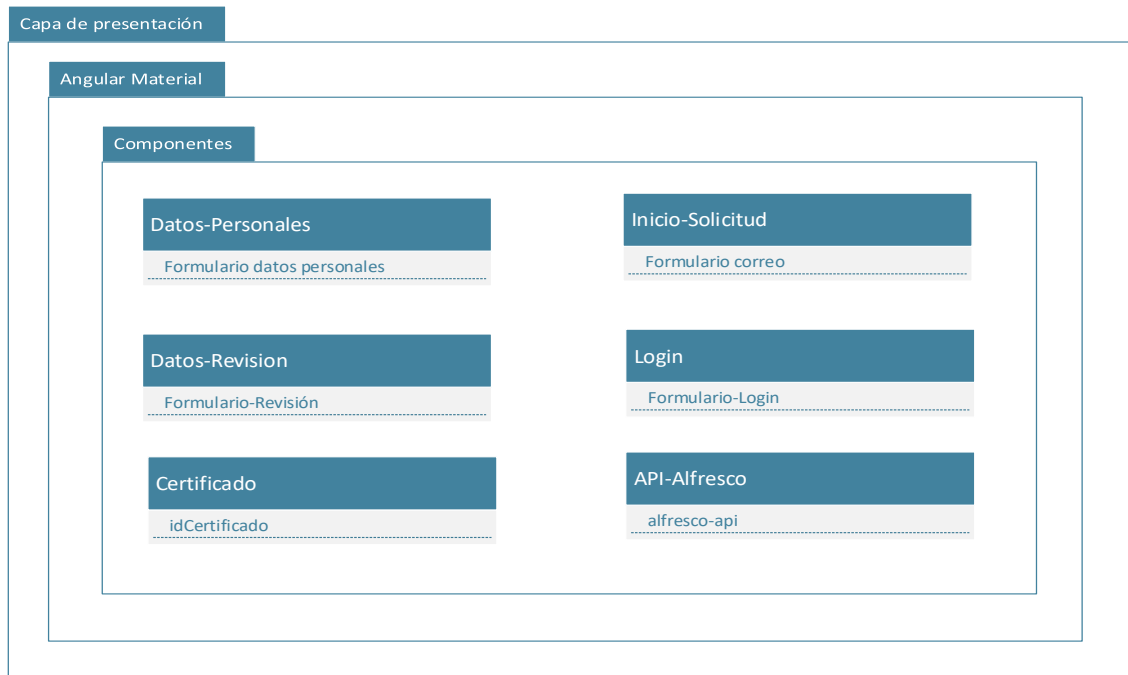 Capa de presentación
Angular Material
Componentes
Datos-Personales
Formulario datos personales
Inicio-Solicitud
Formulario correo
Datos-Revision
Formulario-Revisión
Login
Formulario-Login
Certificado
idCertificado
API-Alfresco
alfresco-api